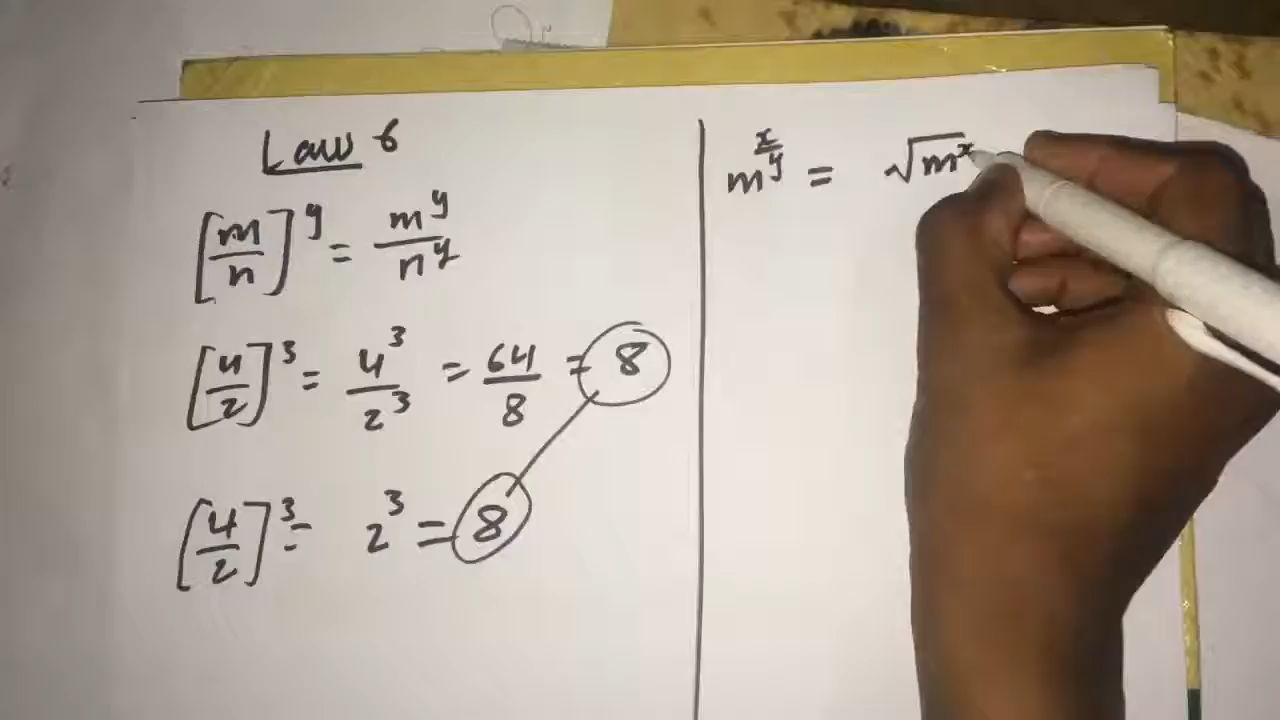 Law 6
[m/n]^y = m^y/n^y
[4/2]^3 = 4^3/2^3 = 64/8 = 8
[4/2]^3 = 2^3 = 8
m^(x/y) = √m^x